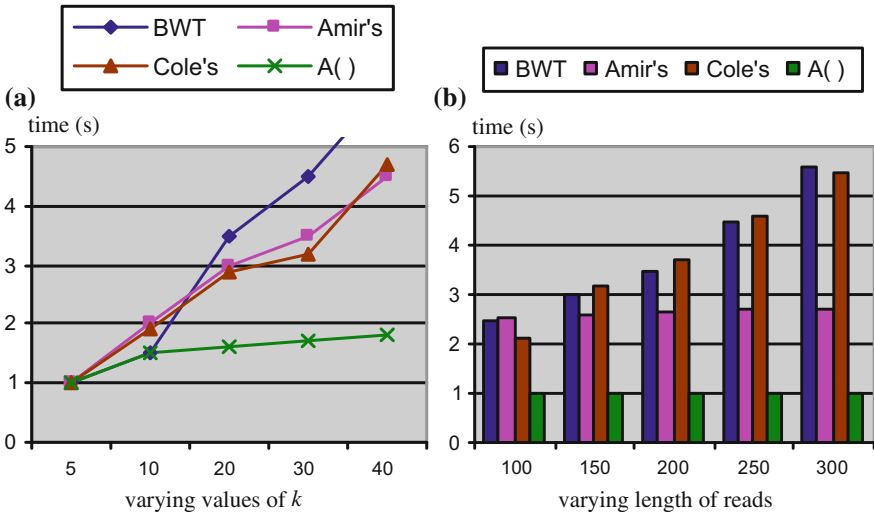 BWT Amir's
Cole's A( )
(a)
time (s)
5
4
3
2
1
0
5 10 20 30 40
varying values of k
BWT Amir's Cole's A( )
(b)
time (s)
6
5
4
3
2
1
0
100 150 200 250 300
varying length of reads